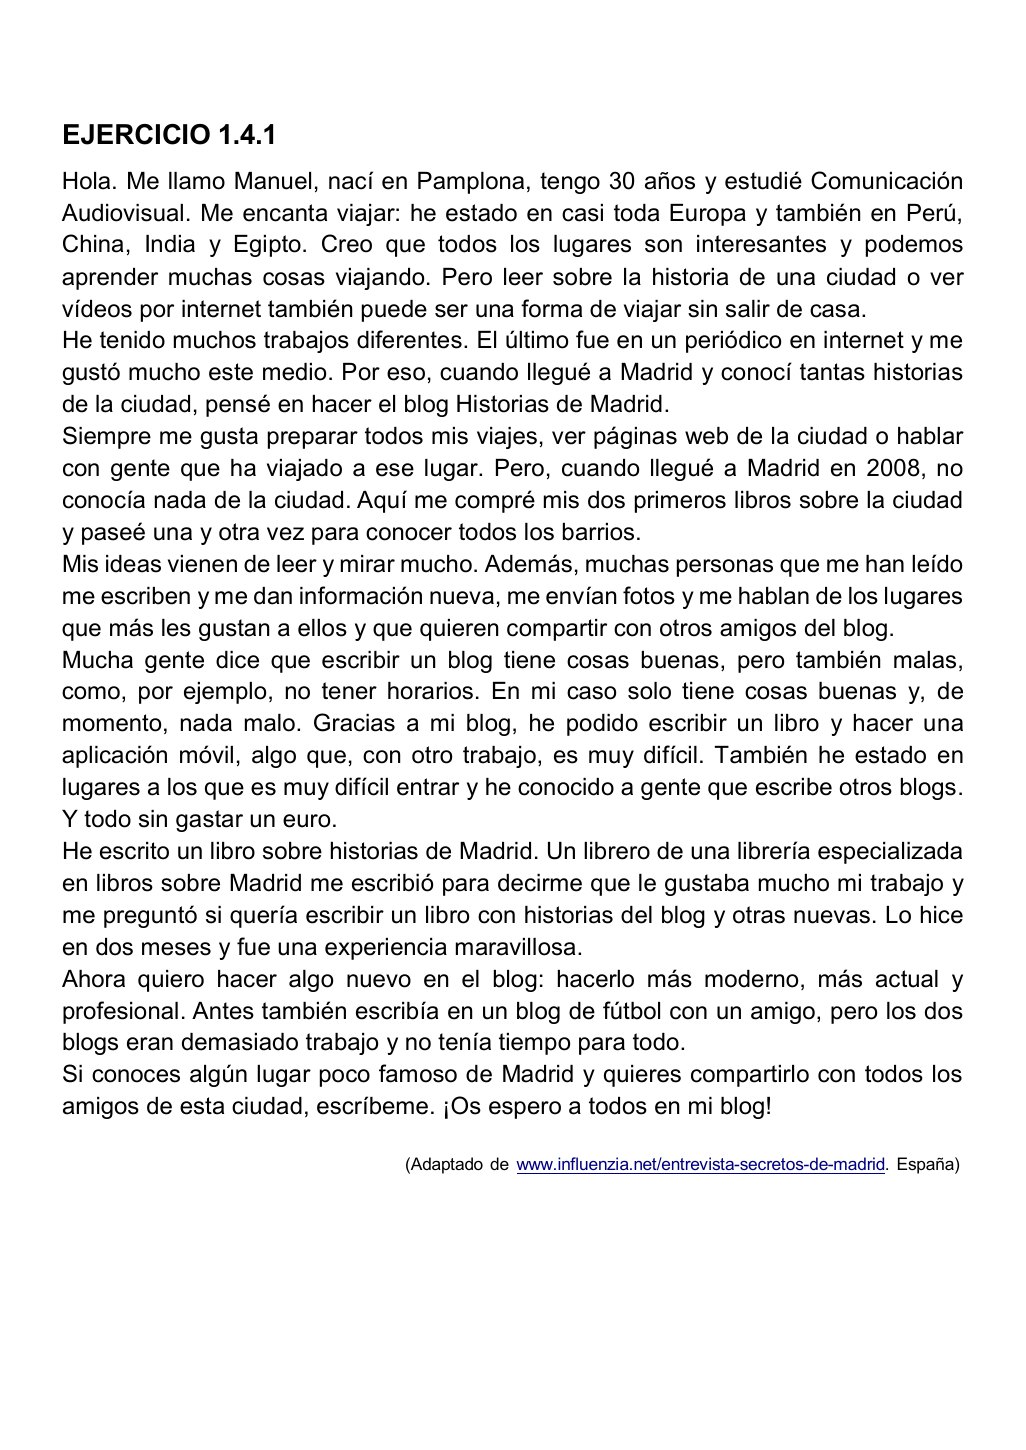 EJERCICIO 1.4.1
Hola. Me llamo Manuel, nací en Pamplona, tengo 30 años y estudié Comunicación
Audiovisual. Me encanta viajar: he estado en casi toda Europa y también en Perú,
China, India y Egipto. Creo que todos los lugares son interesantes y podemos
aprender muchas cosas viajando. Pero leer sobre la historia de una ciudad o ver
vídeos por internet también puede ser una forma de viajar sin salir de casa.
He tenido muchos trabajos diferentes. El último fue en un periódico en internet y me
gustó mucho este medio. Por eso, cuando llegué a Madrid y conocí tantas historias
de la ciudad, pensé en hacer el blog Historias de Madrid.
Siempre me gusta preparar todos mis viajes, ver páginas web de la ciudad o hablar
con gente que ha viajado a ese lugar. Pero, cuando llegué a Madrid en 2008, no
conocía nada de la ciudad. Aquí me compré mis dos primeros libros sobre la ciudad
y paseé una y otra vez para conocer todos los barrios.
Mis ideas vienen de leer y mirar mucho. Además, muchas personas que me han leído
me escriben y me dan información nueva, me envían fotos y me hablan de los lugares
que más les gustan a ellos y que quieren compartir con otros amigos del blog.
Mucha gente dice que escribir un blog tiene cosas buenas, pero también malas,
como, por ejemplo, no tener horarios. En mi caso solo tiene cosas buenas y, de
momento, nada malo. Gracias a mi blog, he podido escribir un libro y hacer una
aplicación móvil, algo que, con otro trabajo, es muy difícil. También he estado en
lugares a los que es muy difícil entrar y he conocido a gente que escribe otros blogs.
Y todo sin gastar un euro.
He escrito un libro sobre historias de Madrid. Un librero de una librería especializada
en libros sobre Madrid me escribió para decirme que le gustaba mucho mi trabajo y
me preguntó si quería escribir un libro con historias del blog y otras nuevas. Lo hice
en dos meses y fue una experiencia maravillosa.
Ahora quiero hacer algo nuevo en el blog: hacerlo más moderno, más actual y
profesional. Antes también escribía en un blog de fútbol con un amigo, pero los dos
blogs eran demasiado trabajo y no tenía tiempo para todo.
Si conoces algún lugar poco famoso de Madrid y quieres compartirlo con todos los
amigos de esta ciudad, escríbeme. ¡Os espero a todos en mi blog!
(Adaptado de www.influenzia.net/entrevista-secretos-de-madrid. España)